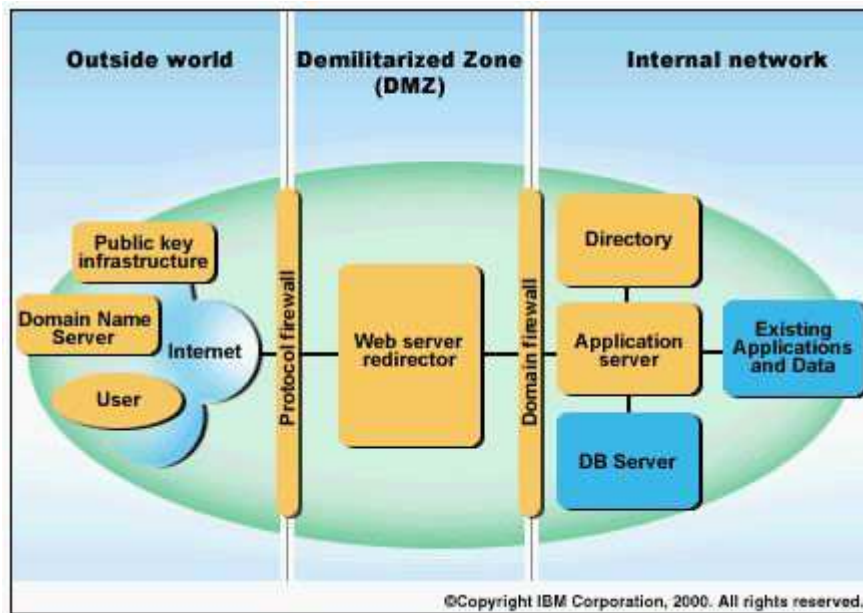 Outside world
Demilitarized Zone
(DMZ)
Internal network
Public key
infrastructure
Domain Name
Server
Internet
User
Protocol firewall
Web server
redirector
Domain firewall
Directory
Application
server
Existing
Applications
and Data
DB Server
©Copyright IBM Corporation, 2000. All rights reserved.